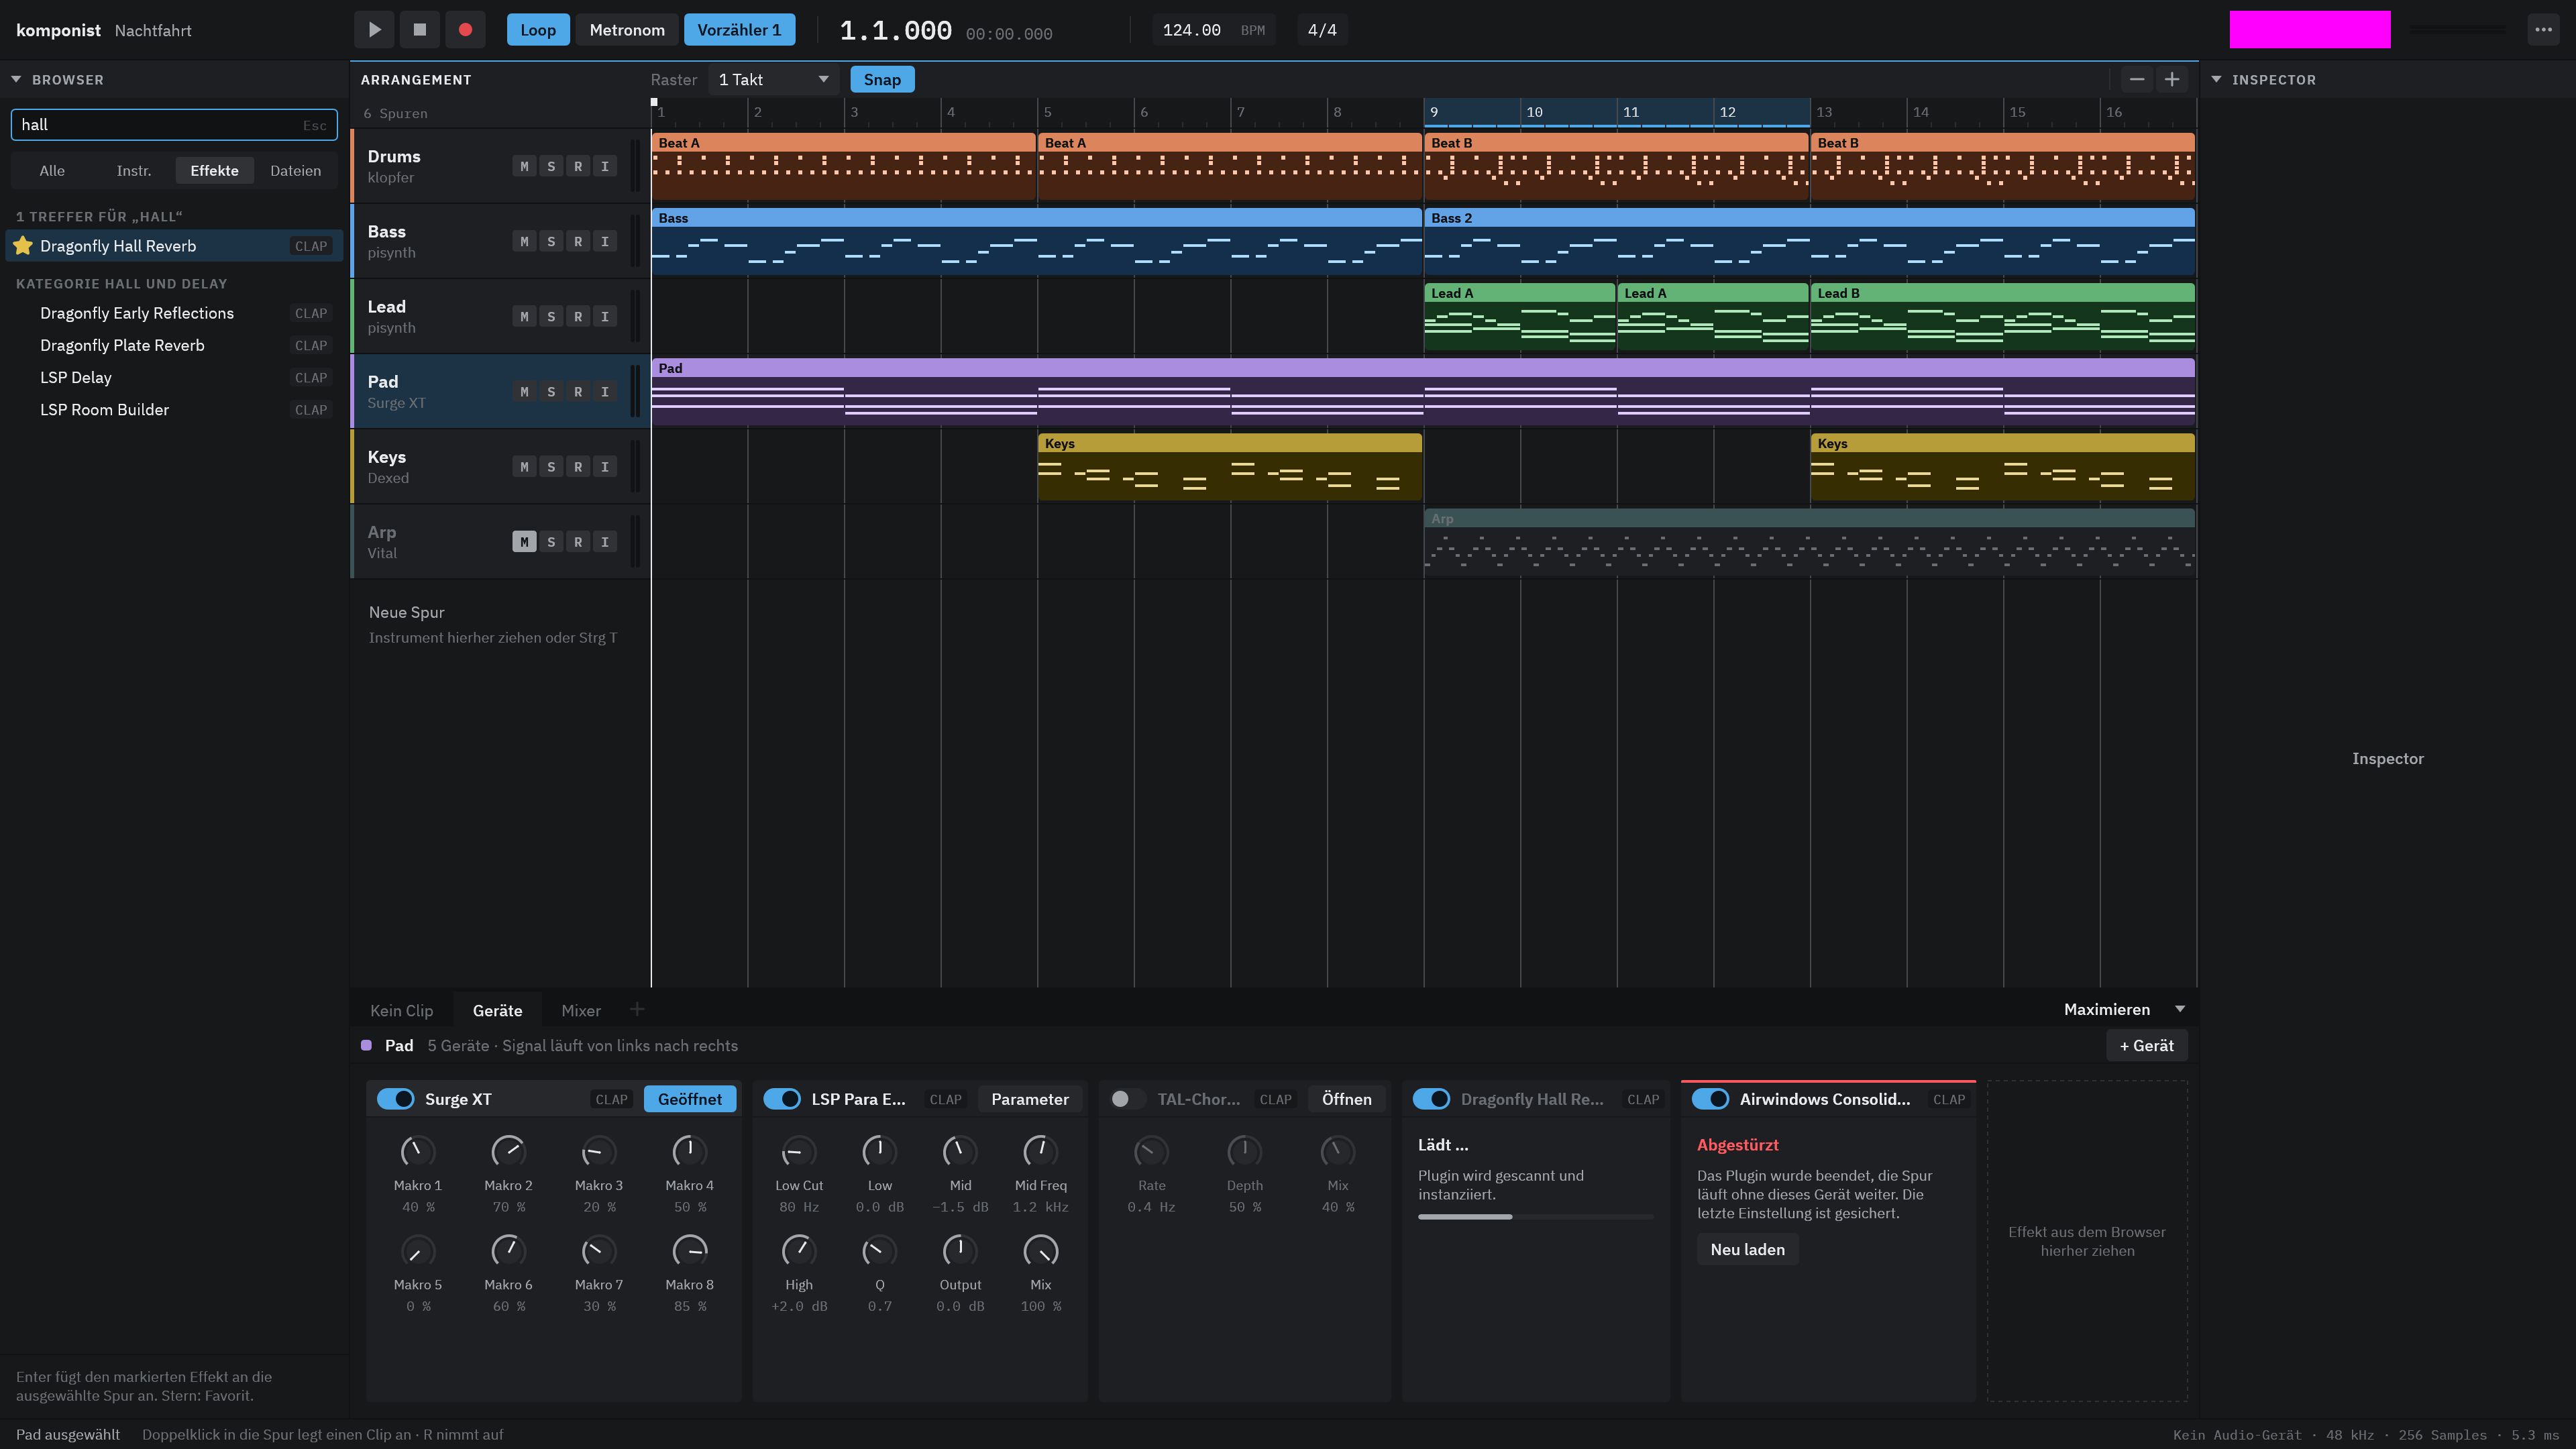 komponist Nachtfahrt Loop Metronom Vorzähler 1 1.1.000 00:00.000 124.00 BPM 4/4
BROWSER
hall Esc
Alle Instr. Effekte Dateien
1 TREFFER FÜR „HALL“
Dragonfly Hall Reverb CLAP
KATEGORIE HALL UND DELAY
Dragonfly Early Reflections CLAP
Dragonfly Plate Reverb CLAP
LSP Delay CLAP
LSP Room Builder CLAP
Enter fügt den markierten Effekt an die
ausgewählte Spur an. Stern: Favorit.
ARRANGEMENT Raster 1 Takt Snap
6 Spuren 1 2 3 4 5 6 7 8 9 10 11 12 13 14 15 16
Drums M S R I
klopfer
Beat A Beat A Beat B Beat B
Bass M S R I
pisynth
Bass Bass 2
Lead M S R I
pisynth
Lead A Lead A Lead B
Pad M S R I
Surge XT
Pad
Keys M S R I
Dexed
Keys Keys
Arp M S R I
Vital
Arp
Neue Spur
Instrument hierher ziehen oder Strg T
INSPECTOR
Inspector
Kein Clip Geräte Mixer Maximieren
Pad 5 Geräte · Signal läuft von links nach rechts + Gerät
Surge XT CLAP Geöffnet
Makro 1 Makro 2 Makro 3 Makro 4
40 % 70 % 20 % 50 %
Makro 5 Makro 6 Makro 7 Makro 8
0 % 60 % 30 % 85 %
LSP Para E... CLAP Parameter
Low Cut Low Mid Mid Freq
80 Hz 0.0 dB −1.5 dB 1.2 kHz
High Q Output Mix
+2.0 dB 0.7 0.0 dB 100 %
TAL-Chor... CLAP Öffnen
Rate Depth Mix
0.4 Hz 50 % 40 %
Dragonfly Hall Re... CLAP
Lädt ...
Plugin wird gescannt und
instanziiert.
Airwindows Consolid... CLAP
Abgestürzt
Das Plugin wurde beendet, die Spur
läuft ohne dieses Gerät weiter. Die
letzte Einstellung ist gesichert.
Neu laden
Effekt aus dem Browser
hierher ziehen
Pad ausgewählt Doppelklick in die Spur legt einen Clip an · R nimmt auf
Kein Audio-Gerät · 48 kHz · 256 Samples · 5.3 ms